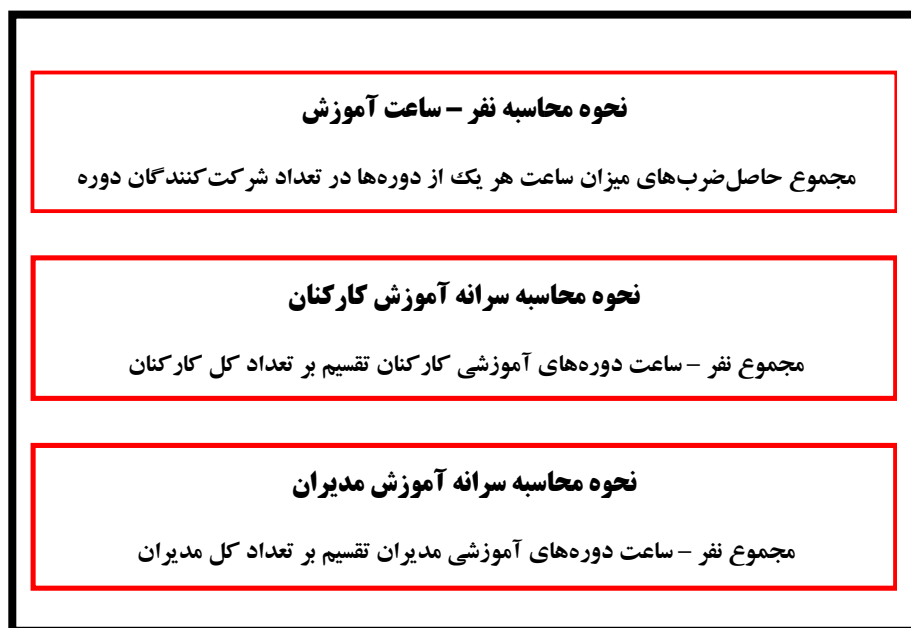 نحوه محاسبه نفر – ساعت آموزش
مجموع حاصل‌ضرب‌های میزان ساعت هر یک از دوره‌ها در تعداد شرکت‌کنندگان دوره
نحوه محاسبه سرانه آموزش کارکنان
مجموع نفر – ساعت دوره‌های آموزشی کارکنان تقسیم بر تعداد کل کارکنان
نحوه محاسبه سرانه آموزش مدیران
مجموع نفر – ساعت دوره‌های آموزشی مدیران تقسیم بر تعداد کل مدیران